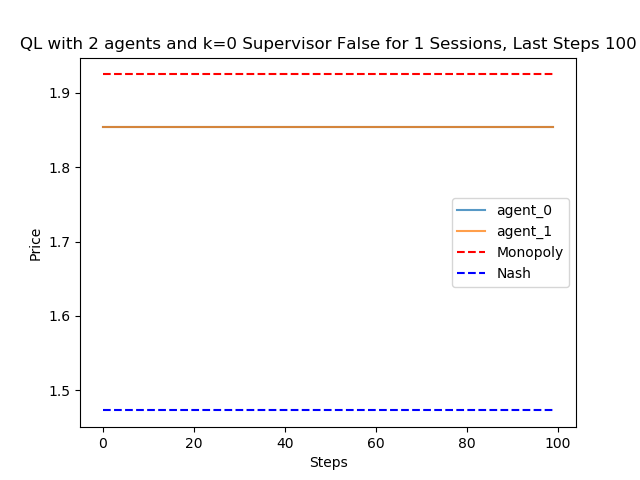 QL with 2 agents and k=0 Supervisor False for 1 Sessions, Last Steps 100
1.9
1.8
1.7
1.6
1.5
Price
agent_0
agent_1
Monopoly
Nash
0 20 40 60 80 100
Steps